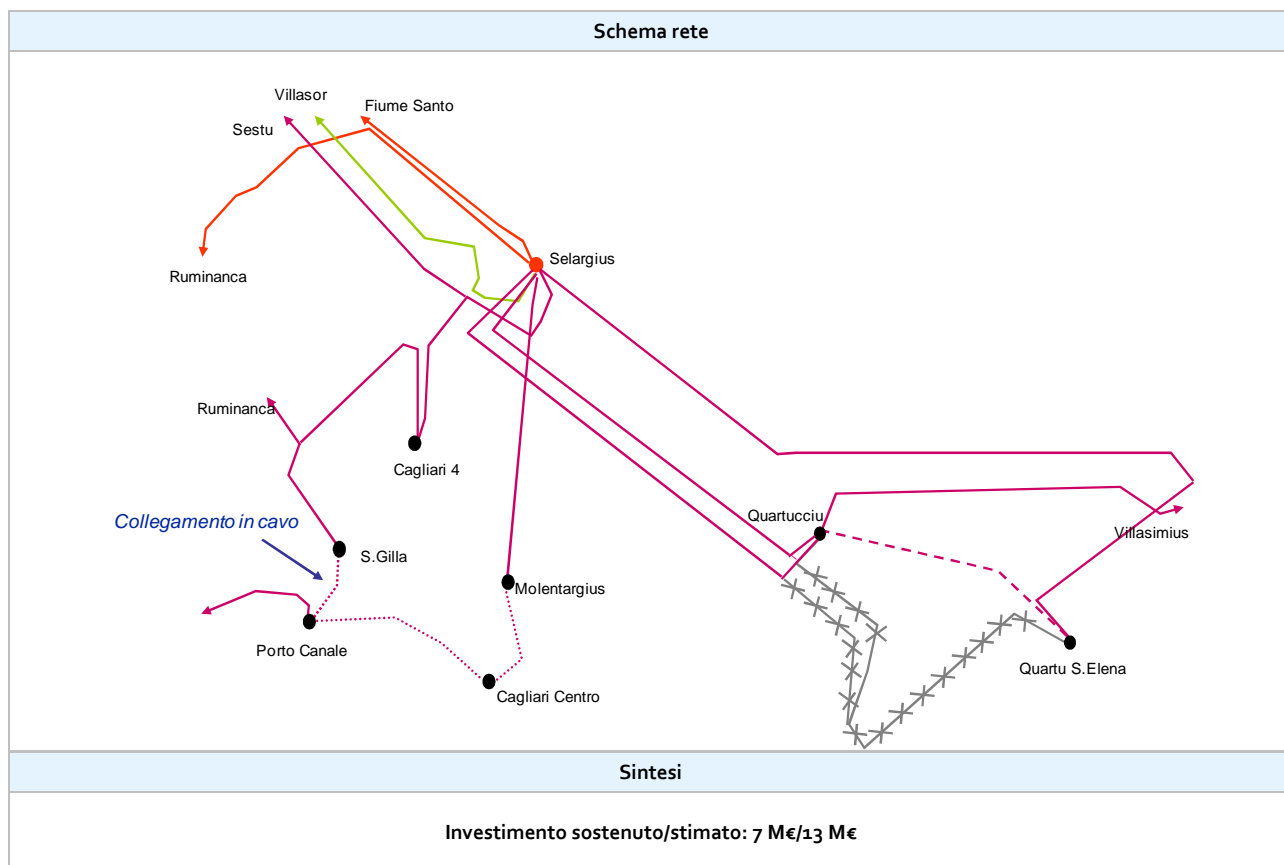 Schema rete
Villasor
Fiume Santo
Sestu
Selargius
Ruminanca
Ruminanca
Cagliari 4
Quartucciu
Collegamento in cavo
Villasimius
S.Gilla
Molentargius
Porto Canale
Quartu S.Elena
Cagliari Centro
Sintesi
Investimento sostenuto/stimato: 7 M€/13 M€